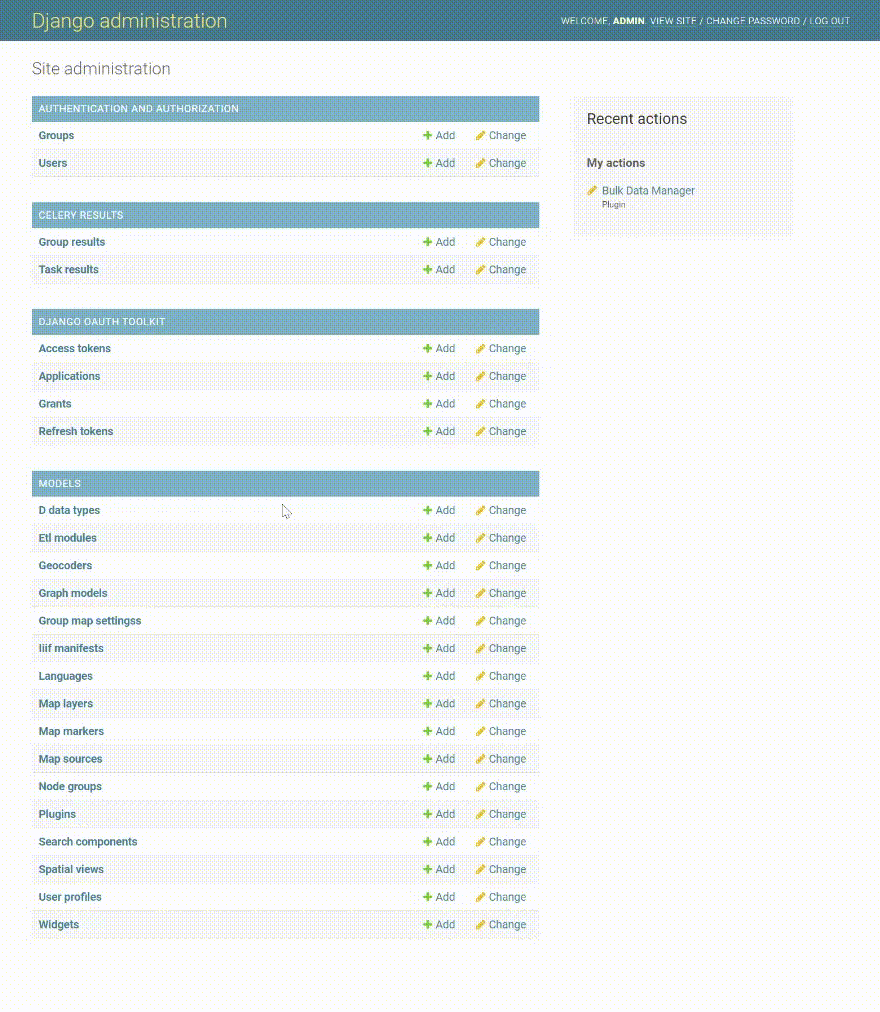 Django administration
WELCOME, ADMIN. VIEW SITE / CHANGE PASSWORD / LOG OUT
Site administration
AUTHENTICATION AND AUTHORIZATION
Groups Add Change
Users Add Change
CELERY RESULTS
Group results Add Change
Task results Add Change
DJANGO OAUTH TOOLKIT
Access tokens Add Change
Applications Add Change
Grants Add Change
Refresh tokens Add Change
MODELS
D data types Add Change
Etl modules Add Change
Geocoders Add Change
Graph models Add Change
Group map settingss Add Change
Iiif manifests Add Change
Languages Add Change
Map layers Add Change
Map markers Add Change
Map sources Add Change
Node groups Add Change
Plugins Add Change
Search components Add Change
Spatial views Add Change
User profiles Add Change
Widgets Add Change
Recent actions
My actions
Bulk Data Manager
Plugin